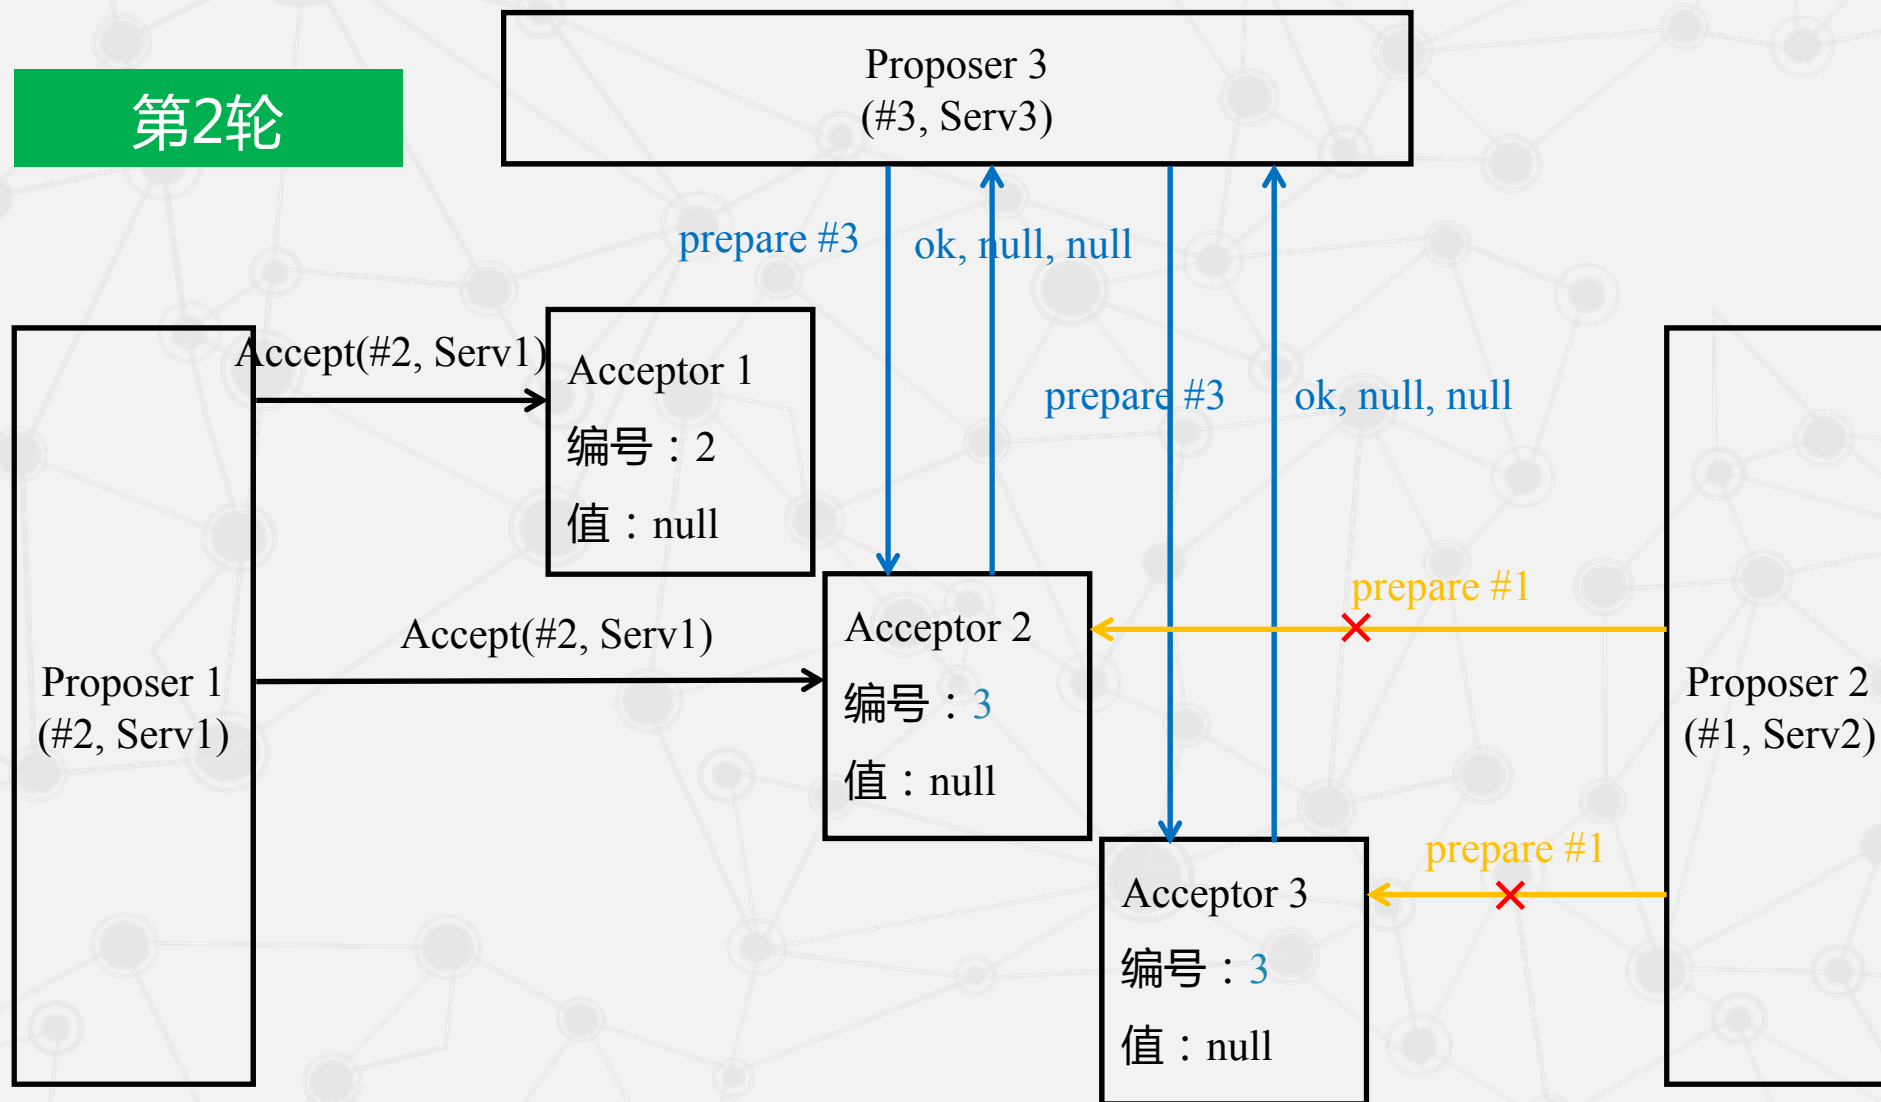 第2轮
Proposer 3
(#3, Serv3)
prepare #3
ok, null, null
Accept(#2, Serv1)
Acceptor 1
编号：2
值：null
prepare #3
ok, null, null
Accept(#2, Serv1)
Acceptor 2
编号：3
值：null
prepare #1
Proposer 1
(#2, Serv1)
Proposer 2
(#1, Serv2)
prepare #1
Acceptor 3
编号：3
值：null